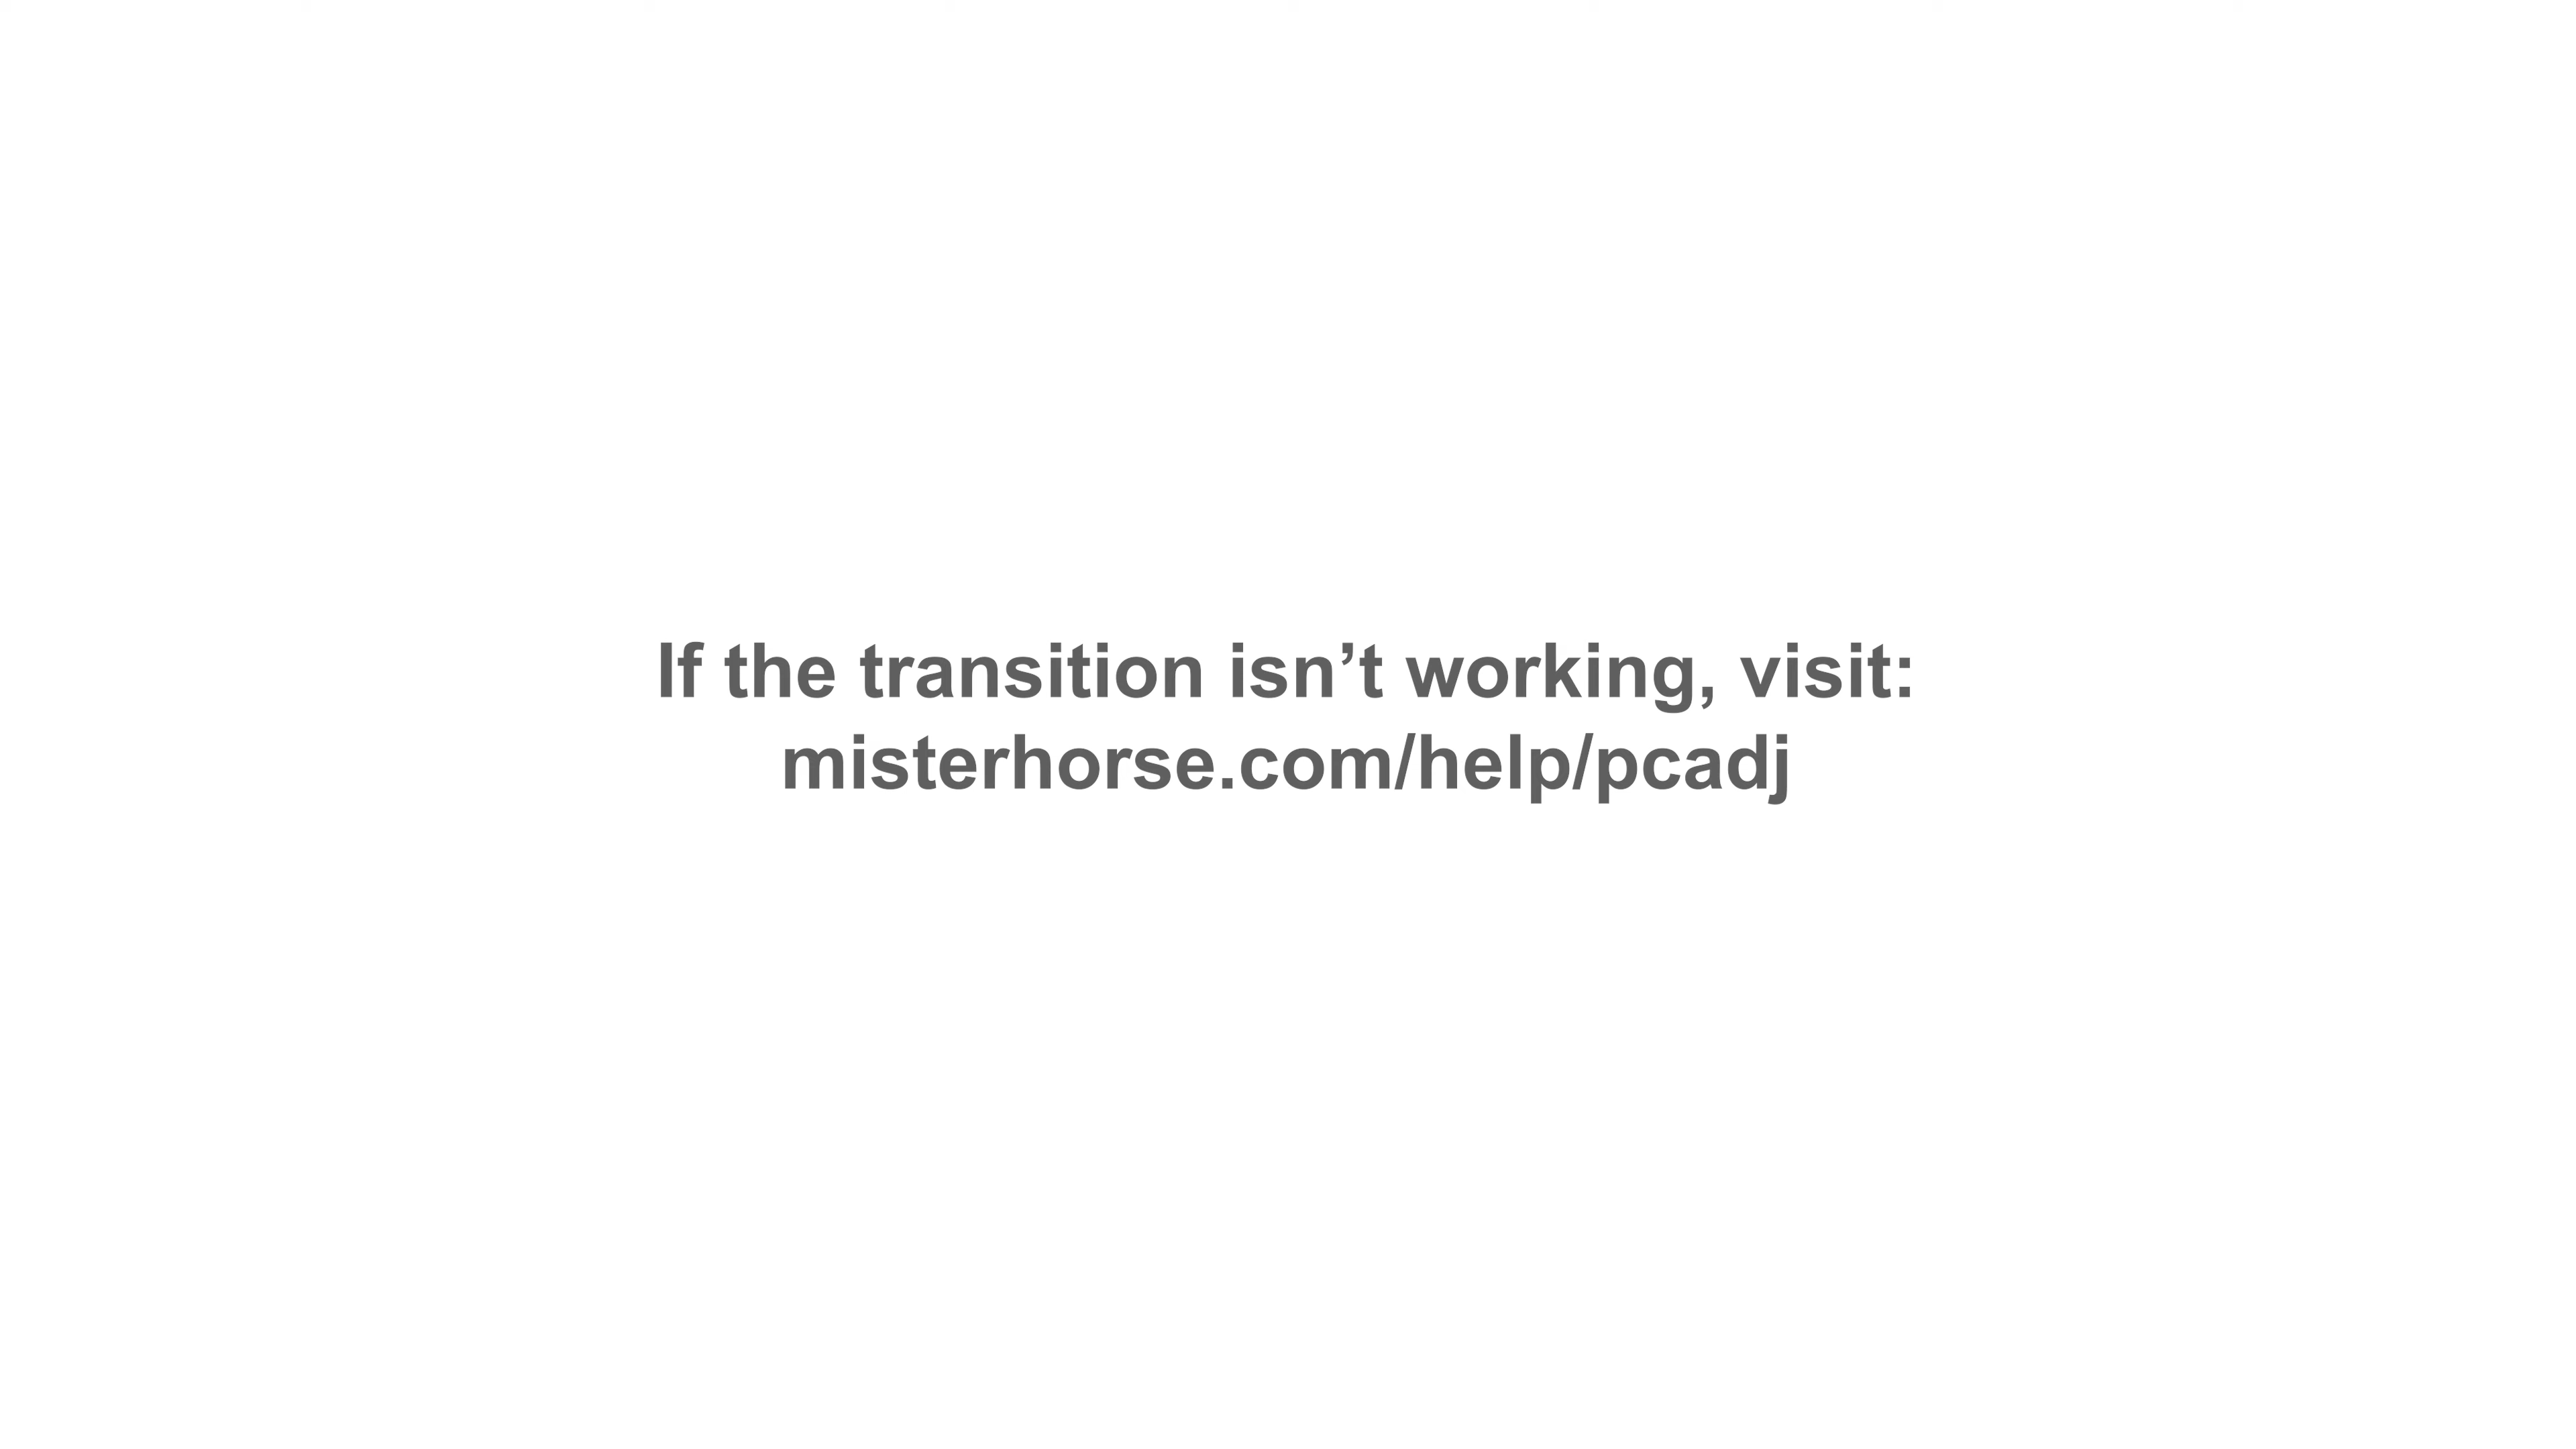 If the transition isn’t working, visit:
misterhorse.com/help/pcadj